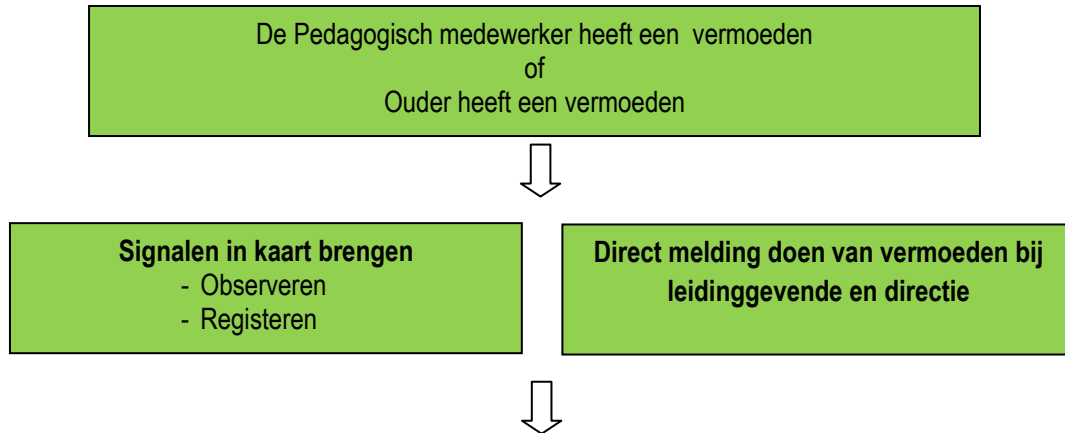 De Pedagogisch medewerker heeft een vermoeden
of
Ouder heeft een vermoeden
Signalen in kaart brengen
- Observeren
- Registeren
Direct melding doen van vermoeden bij
leidinggevende en directie